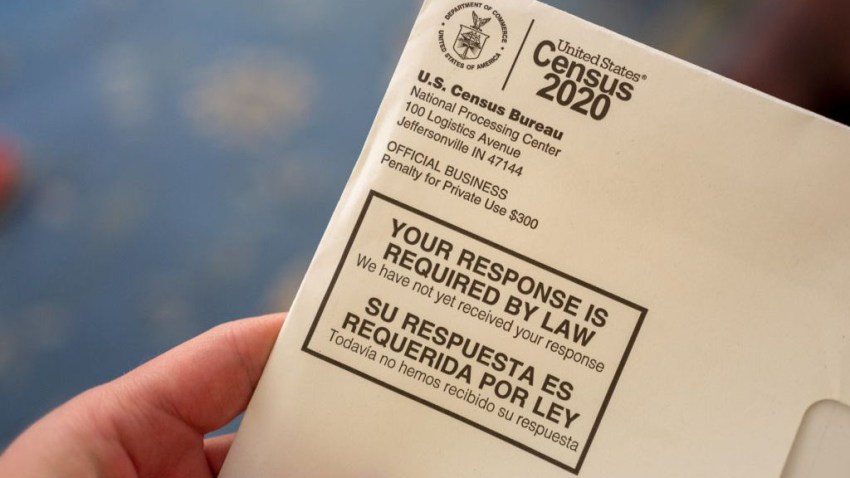 DEPARTMENT OF COMMERCE
UNITED STATES OF AMERICA
United States®
Census
2020
U.S. Census Bureau
National Processing Center
100 Logistics Avenue
Jeffersonville IN 47144
OFFICIAL BUSINESS
Penalty for Private Use $300
YOUR RESPONSE IS
REQUIRED BY LAW
We have not yet received your response
SU RESPUESTA ES
REQUERIDA POR LEY
Todavía no hemos recibido su respuesta